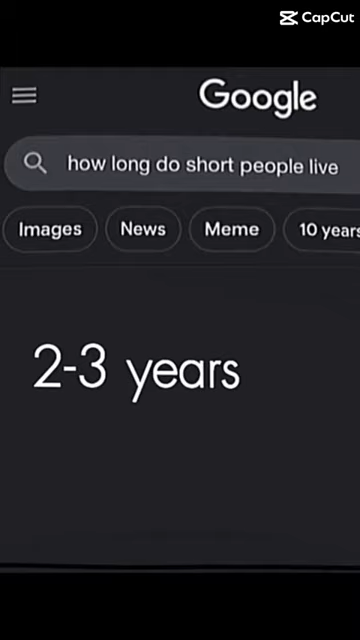 CapCut
Google
how long do short people live
Images
News
Meme
10 years
2-3 years